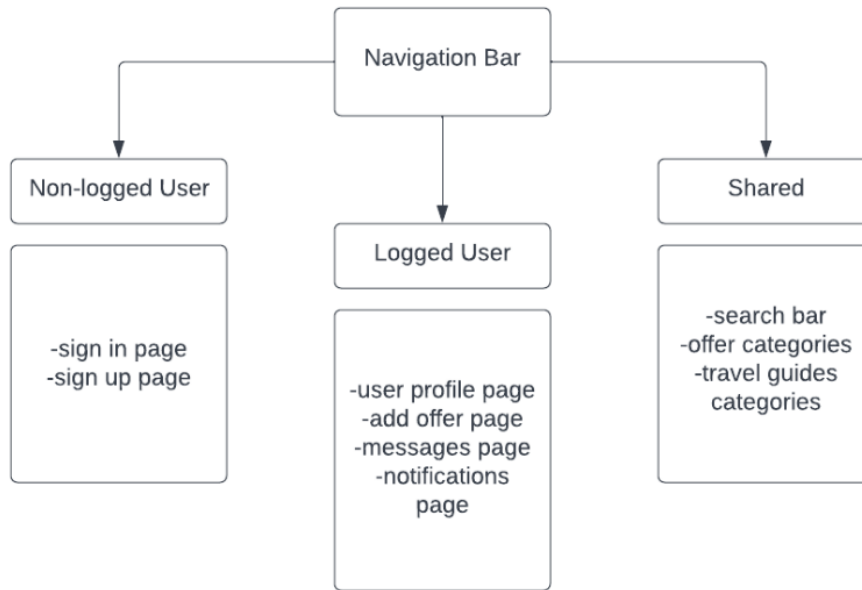 Navigation Bar
Non-logged User
-sign in page
-sign up page
Logged User
-user profile page
-add offer page
-messages page
-notifications
page
Shared
-search bar
-offer categories
-travel guides
categories